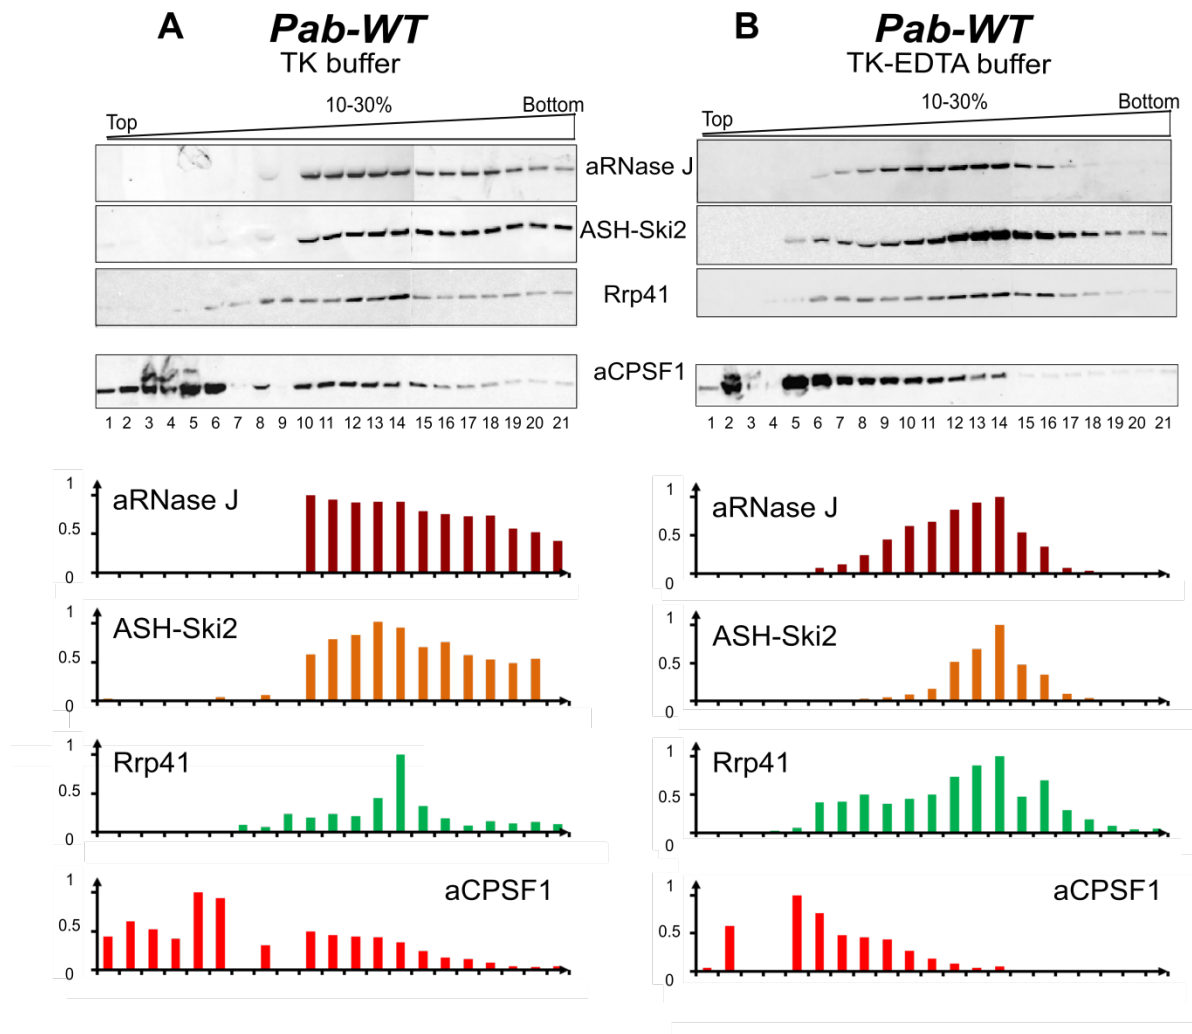 A
Pab-WT
TK buffer
10-30%
Top
Bottom
B
Pab-WT
TK-EDTA buffer
10-30%
Top
Bottom
aRNase J
ASH-Ski2
Rrp41
aCPSF1
1 2 3 4 5 6 7 8 9 10 11 12 13 14 15 16 17 18 19 20 21
1 2 3 4 5 6 7 8 9 10 11 12 13 14 15 16 17 18 19 20 21
1
aRNase J
0.5
0
1
ASH-Ski2
0.5
0
1
Rrp41
0.5
0
1
aCPSF1
0.5
0
1
aRNase J
0.5
0
1
ASH-Ski2
0.5
0
1
Rrp41
0.5
0
1
aCPSF1
0.5
0